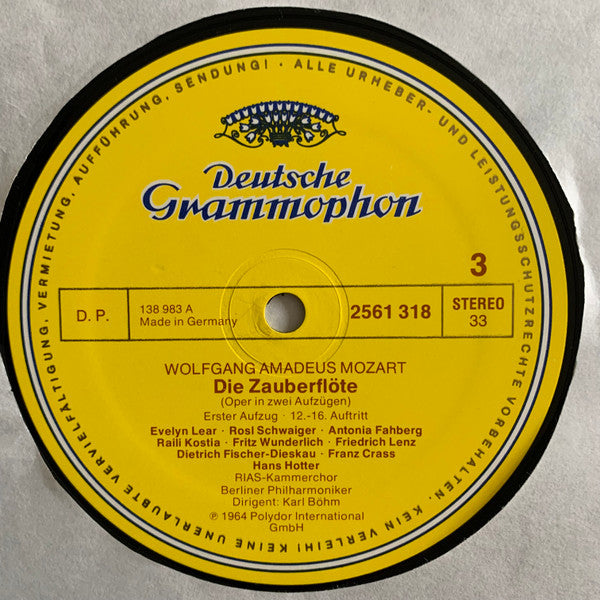 ALLE URHEBER- UND LEISTUNGSSCHUTZRECHTE VORBEHALTEN. KEIN VERLEIH! KEINE UNERLAUBTE VERVIELFÄLTIGUNG, VERMIETUNG, AUFFÜHRUNG, SENDUNG! ·
Deutsche
Grammophon
3
D. P.
138 983 A
Made in Germany
2561 318
STEREO
33
WOLFGANG AMADEUS MOZART
Die Zauberflöte
(Oper in zwei Aufzügen)
Erster Aufzug · 12.-16. Auftritt
Evelyn Lear · Rosl Schwaiger · Antonia Fahberg
Raili Kostia · Fritz Wunderlich · Friedrich Lenz
Dietrich Fischer-Dieskau · Franz Crass
Hans Hotter
RIAS-Kammerchor
Berliner Philharmoniker
Dirigent: Karl Böhm
℗ 1964 Polydor International
GmbH